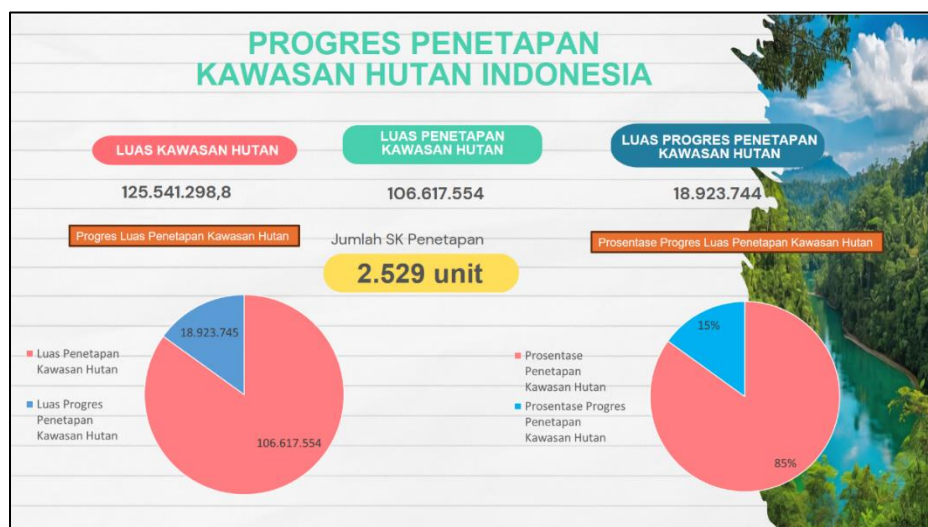 PROGRES PENETAPAN
KAWASAN HUTAN INDONESIA
LUAS KAWASAN HUTAN
125.541.298,8
LUAS PENETAPAN
KAWASAN HUTAN
106.617.554
LUAS PROGRES PENETAPAN
KAWASAN HUTAN
18.923.744
Progres Luas Penetapan Kawasan Hutan
Jumlah SK Penetapan
2.529 unit
Prosentase Progres Luas Penetapan Kawasan Hutan
Luas Penetapan
Kawasan Hutan
Luas Progres
Penetapan
Kawasan Hutan
18.923.745
106.617.554
Prosentase
Penetapan
Kawasan Hutan
Prosentase Progres
Penetapan
Kawasan Hutan
15%
85%